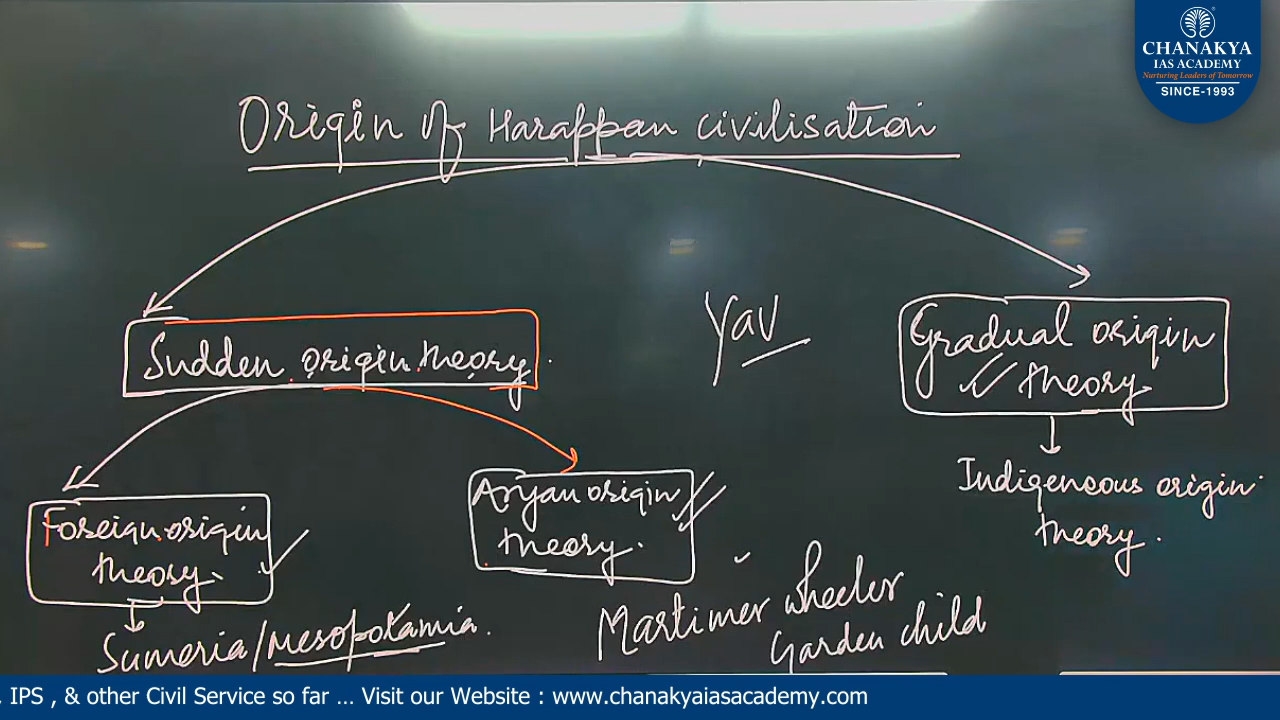 CHANAKYA
IAS ACADEMY
Nurturing Leaders of Tomorrow
SINCE-1993
Origin of Harappan civilisation
Sudden origin theory.
Yav
Gradual origin
theory.
Indigeneous origin
theory.
Foreign origin
theory.
Aryan origin
theory.
Sumeria/Mesopotamia.
Martimer wheeler
Garden child
, IPS , & other Civil Service so far ... Visit our Website : www.chanakyaiasacademy.com